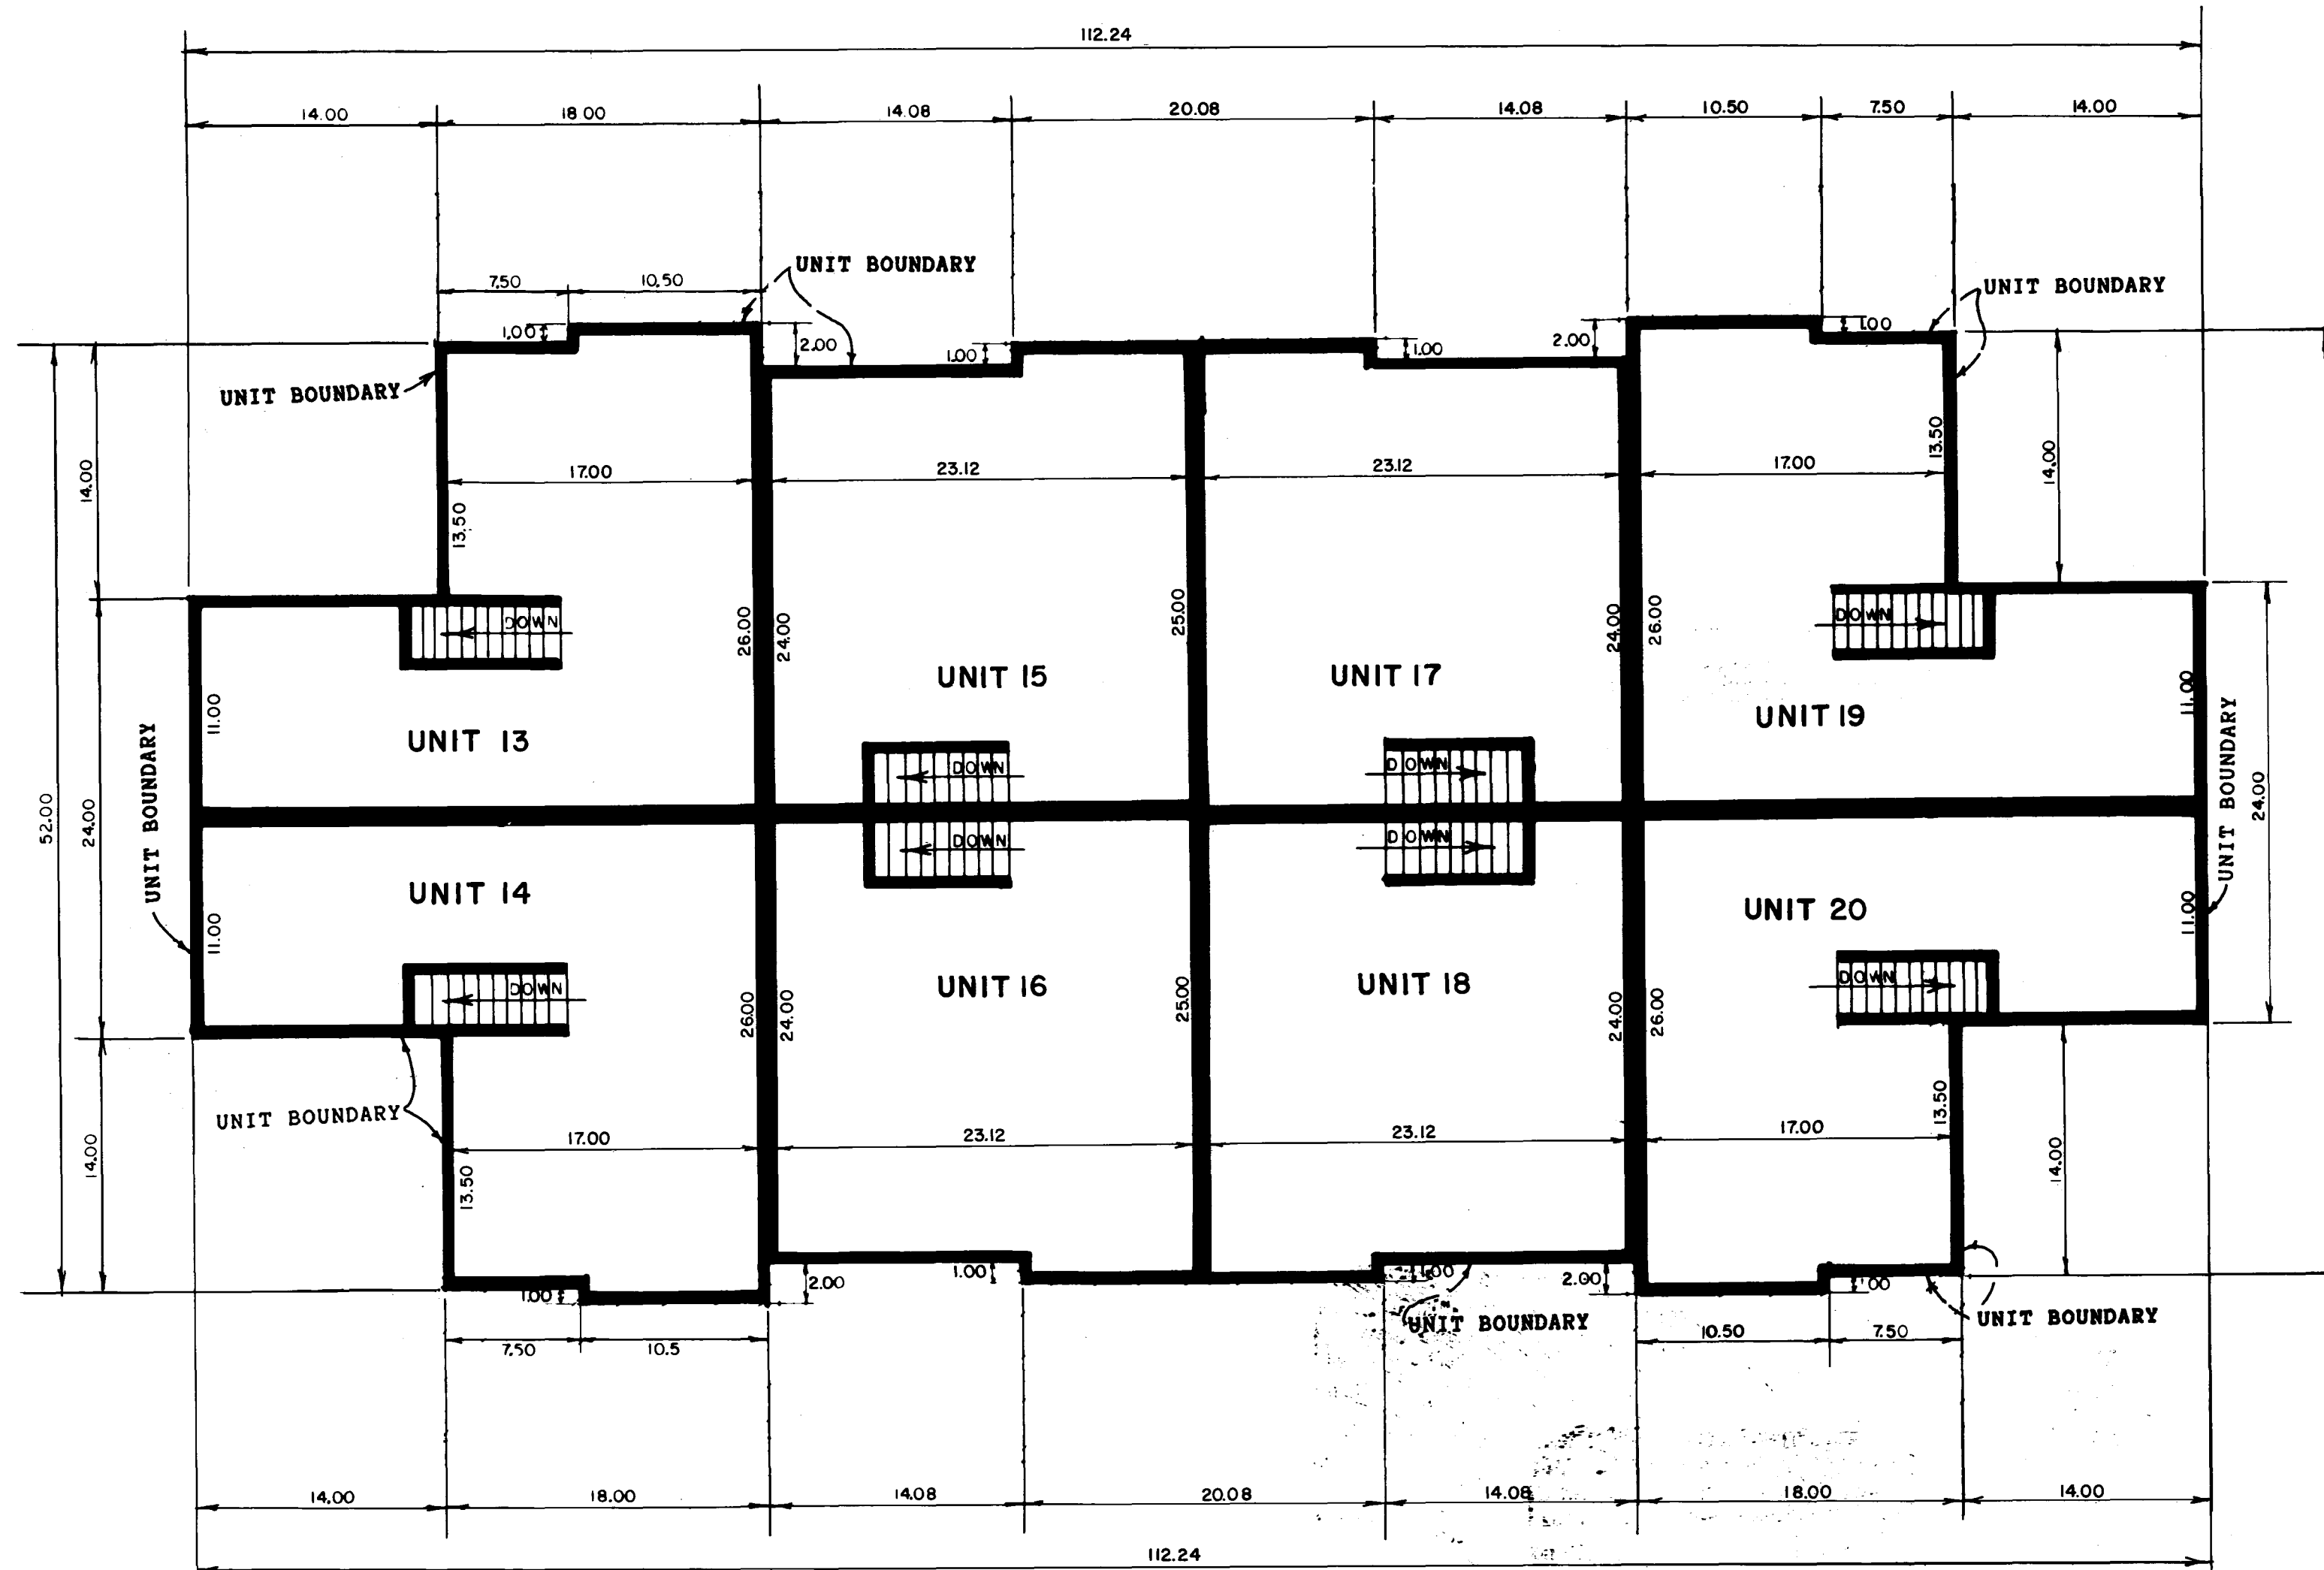 112.24
14.00 18.00 14.08 20.08 14.08 10.50 7.50 14.00
UNIT BOUNDARY
UNIT BOUNDARY
7.50 10.50
1.00 2.00 1.00 1.00 2.00 1.00
UNIT BOUNDARY
17.00 23.12 23.12 17.00
14.00 13.50 13.50 14.00
DOWN DOWN
26.00 24.00 25.00 24.00 26.00
UNIT 15 UNIT 17
11.00 11.00
UNIT 13 UNIT 19
DOWN DOWN
52.00 24.00 UNIT BOUNDARY UNIT BOUNDARY 24.00
DOWN DOWN
UNIT 14 UNIT 20
11.00 11.00
UNIT 16 UNIT 18
DOWN DOWN
26.00 24.00 25.00 24.00 26.00
UNIT BOUNDARY
17.00 23.12 23.12 17.00
14.00 13.50 13.50 14.00
1.00 2.00 1.00 1.00 2.00 1.00
UNIT BOUNDARY UNIT BOUNDARY
7.50 10.5 10.50 7.50
14.00 18.00 14.08 20.08 14.08 18.00 14.00
112.24